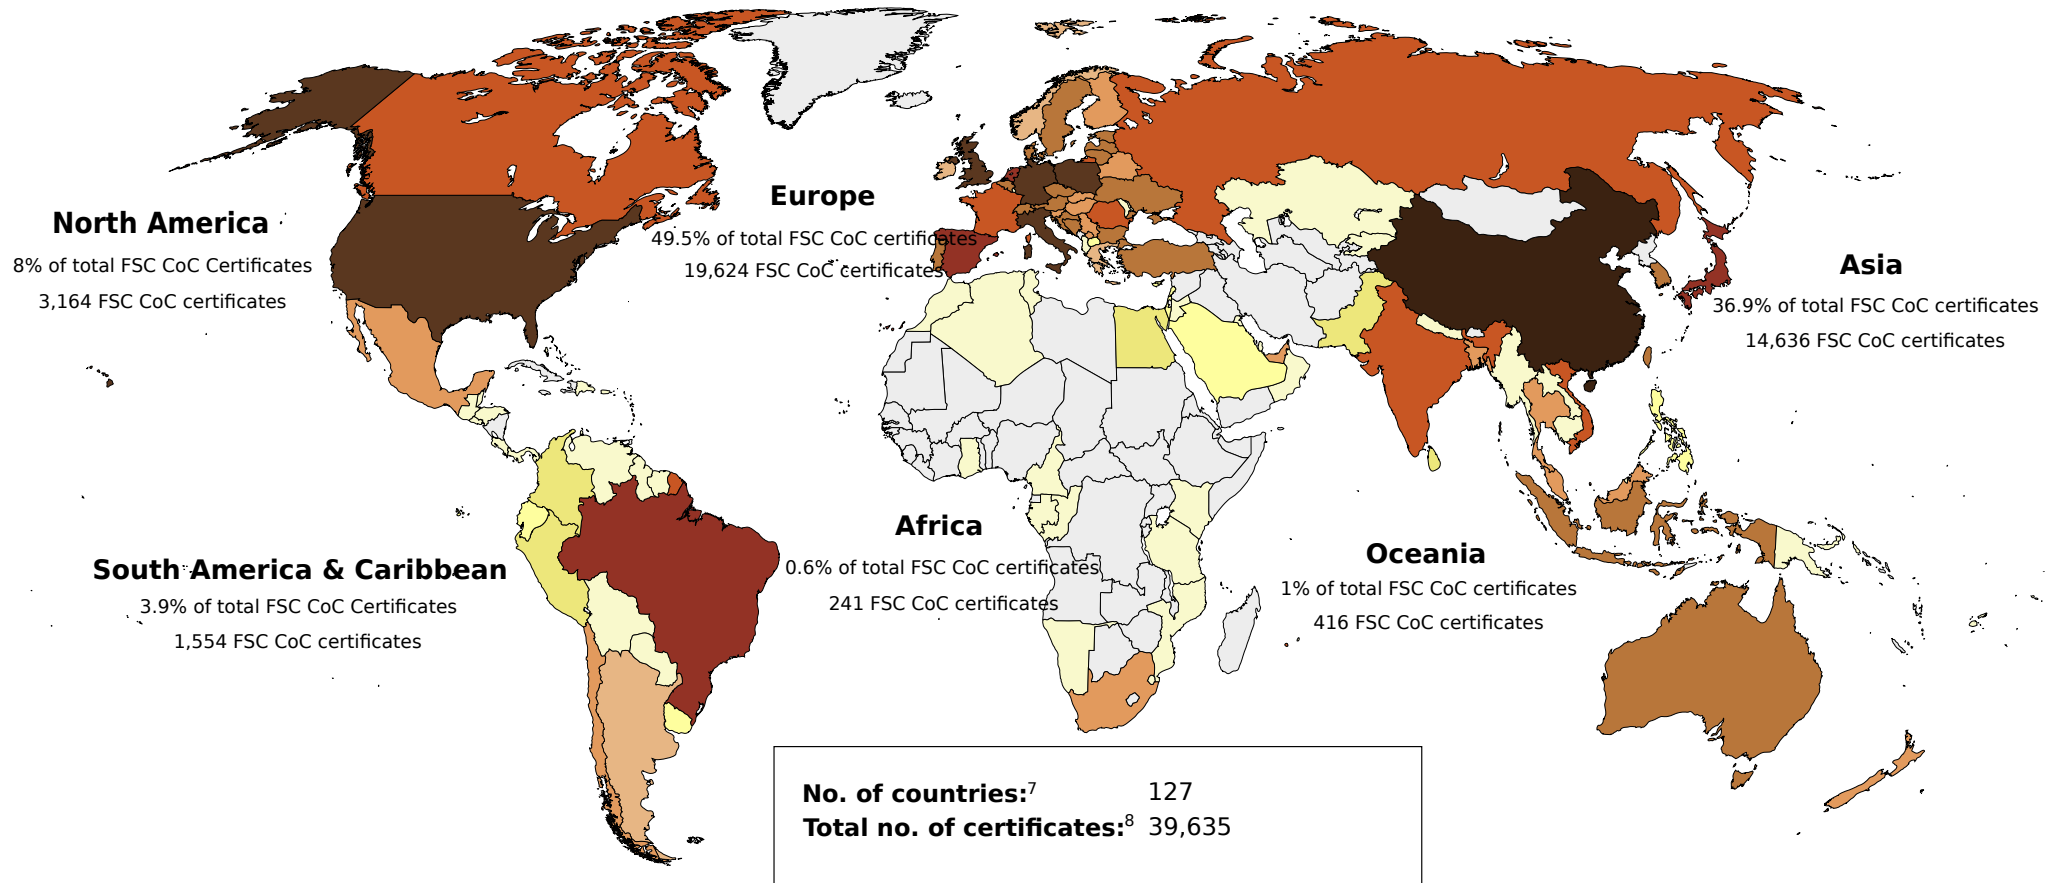 North America
8% of total FSC CoC Certificates
3,164 FSC CoC certificates
Europe
49.5% of total FSC CoC certificates
19,624 FSC CoC certificates
Asia
36.9% of total FSC CoC certificates
14,636 FSC CoC certificates
South America & Caribbean
3.9% of total FSC CoC Certificates
1,554 FSC CoC certificates
Africa
0.6% of total FSC CoC certificates
241 FSC CoC certificates
Oceania
1% of total FSC CoC certificates
416 FSC CoC certificates
No. of countries:⁷ 127
Total no. of certificates:⁸ 39,635